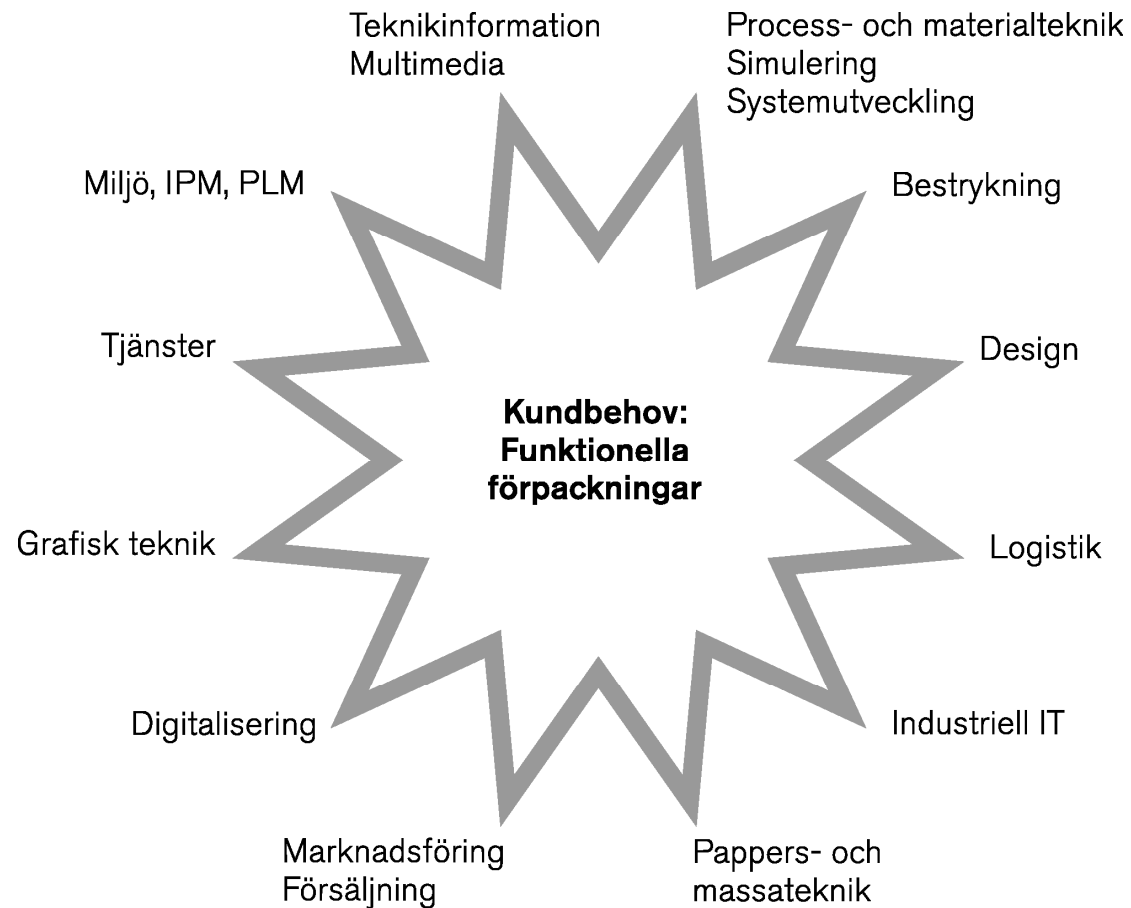 Teknikinformation
Multimedia
Process- och materialteknik
Simulering
Systemutveckling
Miljö, IPM, PLM
Bestrykning
Tjänster
Design
Kundbehov:
Funktionella
förpackningar
Grafisk teknik
Logistik
Digitalisering
Industriell IT
Marknadsföring
Försäljning
Pappers- och
massateknik